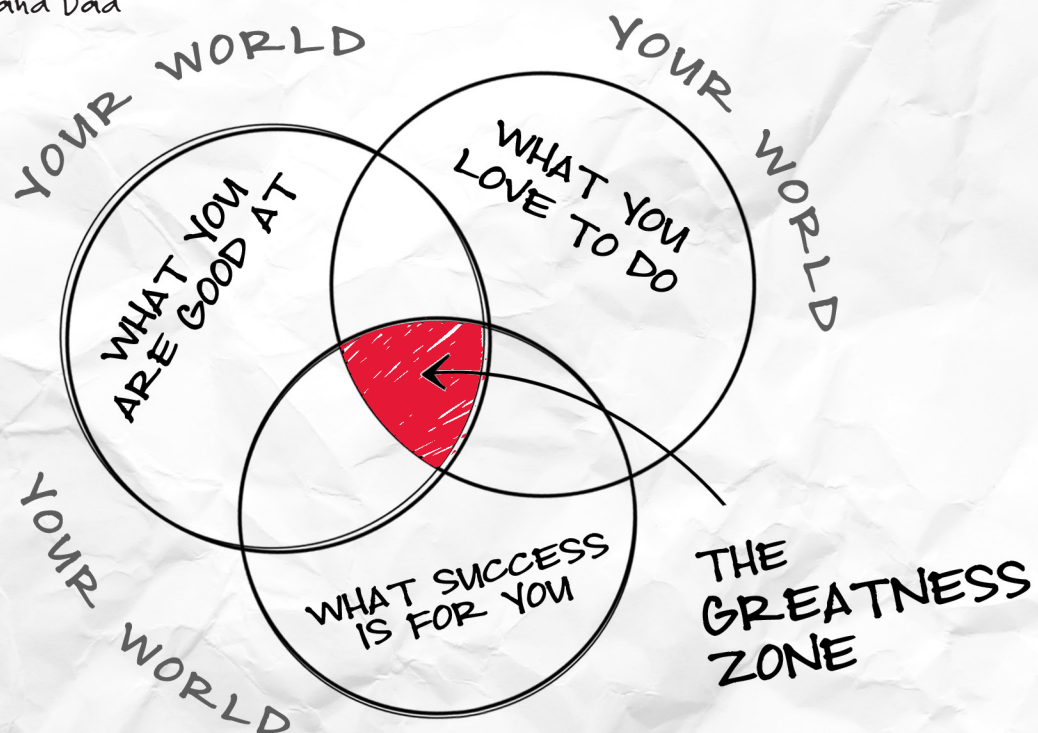 and Dad
YOUR WORLD
YOUR WORLD
WHAT YOU
ARE GOOD AT
WHAT YOU
LOVE TO DO
WHAT SUCCESS
IS FOR YOU
THE
GREATNESS
ZONE
YOUR WORLD